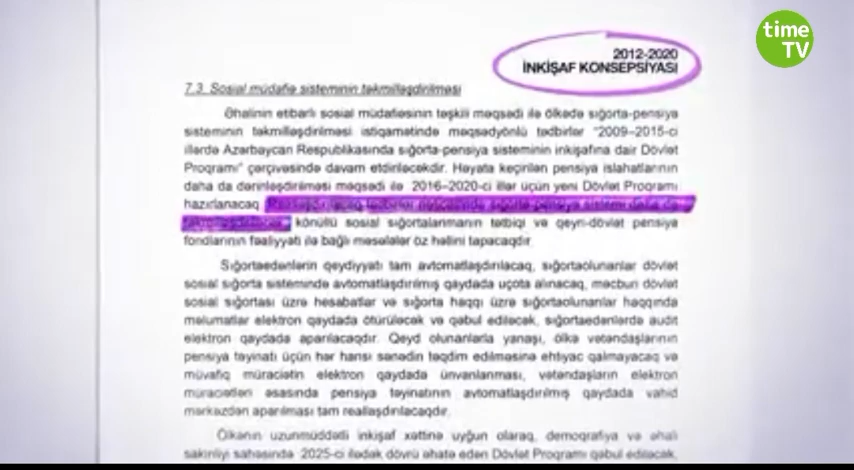 time
TV
2012-2020
İNKİŞAF KONSEPSİYASI
7.3. Sosial müdafiə sisteminin təkmilləşdirilməsi
Əhalinin etibarlı sosial müdafiəsinin təşkili məqsədi ilə ölkədə sığorta-pensiya
sisteminin təkmilləşdirilməsi istiqamətində məqsədyönlü tədbirlər "2009–2015-ci
illərdə Azərbaycan Respublikasında sığorta-pensiya sisteminin inkişafına dair Dövlət
Proqramı" çərçivəsində davam etdiriləcəkdir. Həyata keçirilən pensiya islahatlarının
daha da dərinləşdirilməsi məqsədi ilə 2016–2020-ci illər üçün yeni Dövlət Proqramı
hazırlanacaq.
könüllü sosial sığortalanmanın tətbiqi və qeyri-dövlət pensiya
fondlarının fəaliyyəti ilə bağlı məsələlər öz həllini tapacaqdır.
Sığortaedənlərin qeydiyyatı tam avtomatlaşdırılacaq, sığortaolunanlar dövlət
sosial sığorta sistemində avtomatlaşdırılmış qaydada uçota alınacaq, məcburi dövlət
sosial sığortası üzrə hesabatlar və sığorta haqqı üzrə sığortaolunanlar haqqında
məlumatlar elektron qaydada ötürüləcək və qəbul ediləcək, sığortaedənlərdə audit
elektron qaydada aparılacaqdır. Qeyd olunanlarla yanaşı, ölkə vətəndaşlarının
pensiya təyinatı üçün hər hansı sənədin təqdim edilməsinə ehtiyac qalmayacaq və
müvafiq müraciətin elektron qaydada ünvanlanması, vətəndaşların elektron
müraciətləri əsasında pensiya təyinatının avtomatlaşdırılmış qaydada vahid
mərkəzdən aparılması tam reallaşdırılacaqdır.
Ölkənin uzunmüddətli inkişaf xəttinə uyğun olaraq, demoqrafiya və əhali
sakinliyi sahəsində 2025-ci ilədək dövrü əhatə edən Dövlət Proqramı qəbul ediləcək,